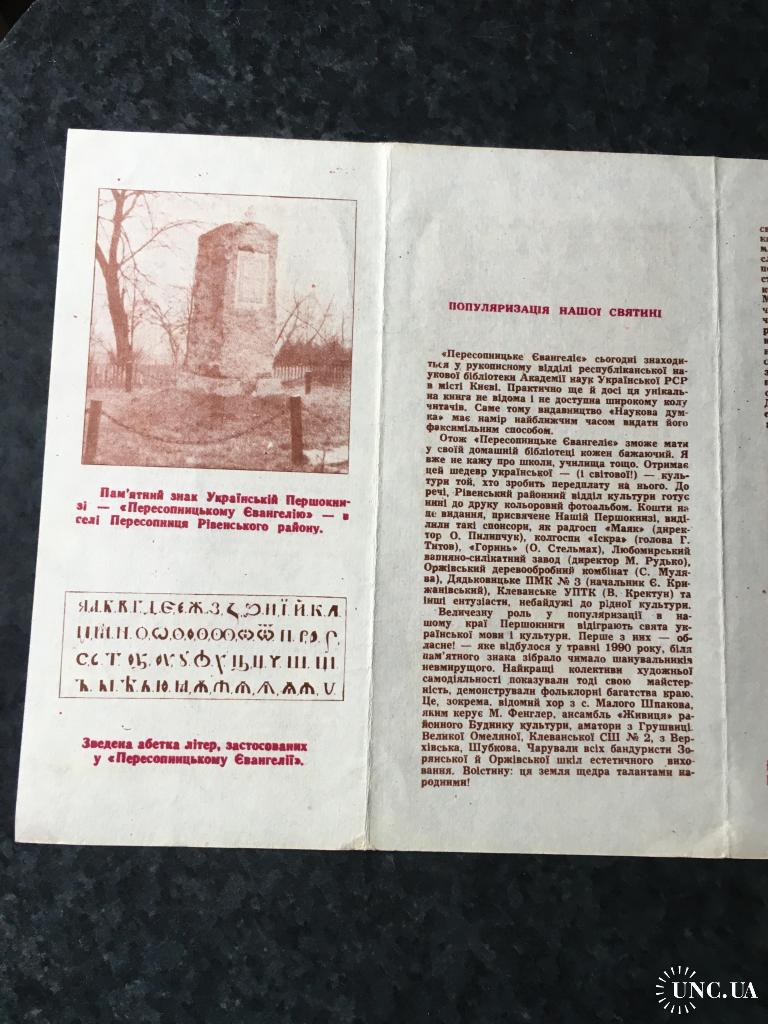 Пам'ятний знак Українській Першокни-
зі — «Пересопницькому Євангелію» — в
селі Пересопниця Рівенського району.
Зведена абетка літер, застосованих
у «Пересопницькому Євангелії».
ПОПУЛЯРИЗАЦІЯ НАШОЇ СВЯТИНІ
«Пересопницьке Євангеліє» сьогодні знаходи-
ться у рукописному відділі республіканської на-
укової бібліотеки Академії наук Української РСР
в місті Києві. Практично ще й досі ця унікаль-
на книга не відома і не доступна широкому колу
читачів. Саме тому видавництво «Наукова дум-
ка» має намір найближчим часом видати його
факсимільним способом.
Отож «Пересопницьке Євангеліє» зможе мати
у своїй домашній бібліотеці кожен бажаючий. Я
вже не кажу про школи, училища тощо. Отримає
цей шедевр української — (і світової!) — куль-
тури той, хто зробить передплату на нього. До
речі, Рівенський районний відділ культури готує
нині до друку кольоровий фотоальбом. Кошти на
це видання, присвячене Нашій Першокнизі, виді-
лили такі спонсори, як радгосп «Маяк» (дирек-
тор О. Пилипчук, колгоспи «Іскра» (голова Г.
Титов), «Горинь» (О. Стельмах), Любомирський
вапняно-силікатний завод (директор М. Рудько),
Оржівський деревообробний комбінат (С. Муля-
ва), Дядьковицьке ПМК № 3 (начальник Є. Кри-
жанівський), Клеванське УПТК (В. Кректун) та
інші ентузіасти, небайдужі до рідної культури.
Величезну роль у популяризації в на-
шому краї Першокниги відіграють свята ук-
раїнської мови і культури. Перше з них — об-
ласне! — яке відбулося у травні 1990 року, біля
пам'ятного знака зібрало чимало шанувальників
невмирущого. Найкращі колективи художньої
самодіяльності показували тоді свою майстер-
ність, демонстрували фольклорні багатства краю.
Це, зокрема, відомий хор з с. Малого Шпакова,
яким керує М. Фенглер, ансамбль «Живиця» ра-
йонного Будинку культури, аматори з Грушвиці,
Великої Омеляної, Клеванської СШ № 2, з Вер-
хівська, Шубкова. Чарували всіх бандуристи Зо-
рянської й Оржівської шкіл естетичного вихо-
вання. Воістину: ця земля щедра талантами на-
родними!
UNC.UA